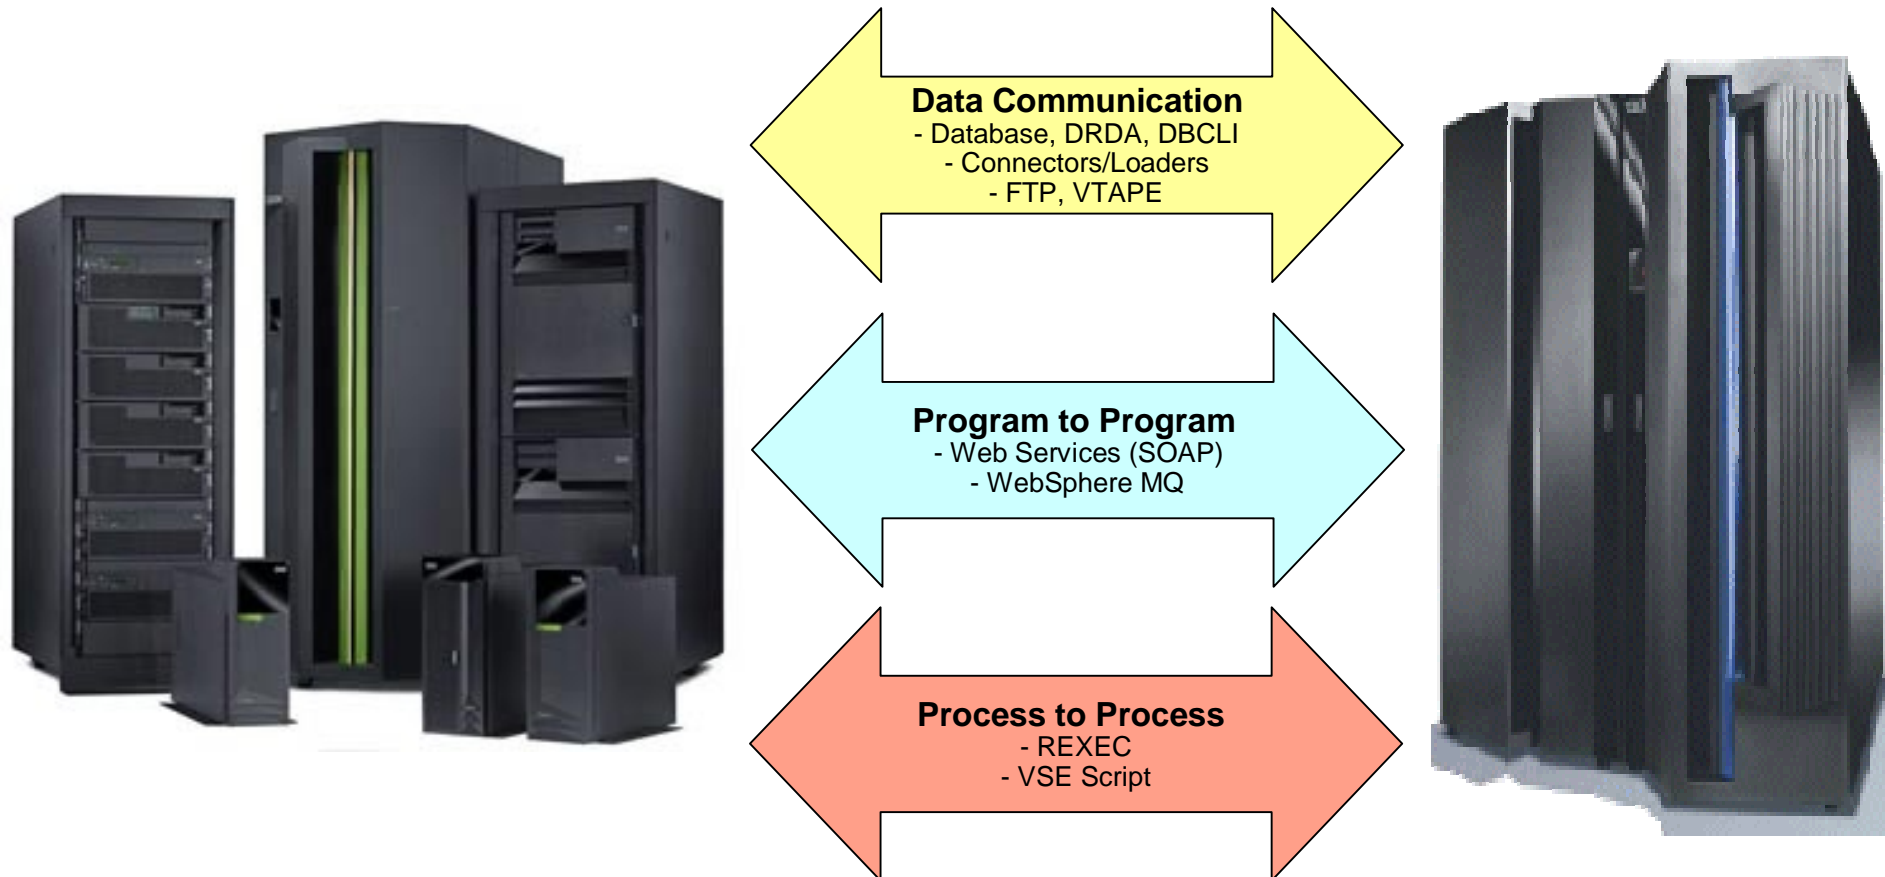 Data Communication
- Database, DRDA, DBCLI
- Connectors/Loaders
- FTP, VTAPE
Program to Program
- Web Services (SOAP)
- WebSphere MQ
Process to Process
- REXEC
- VSE Script